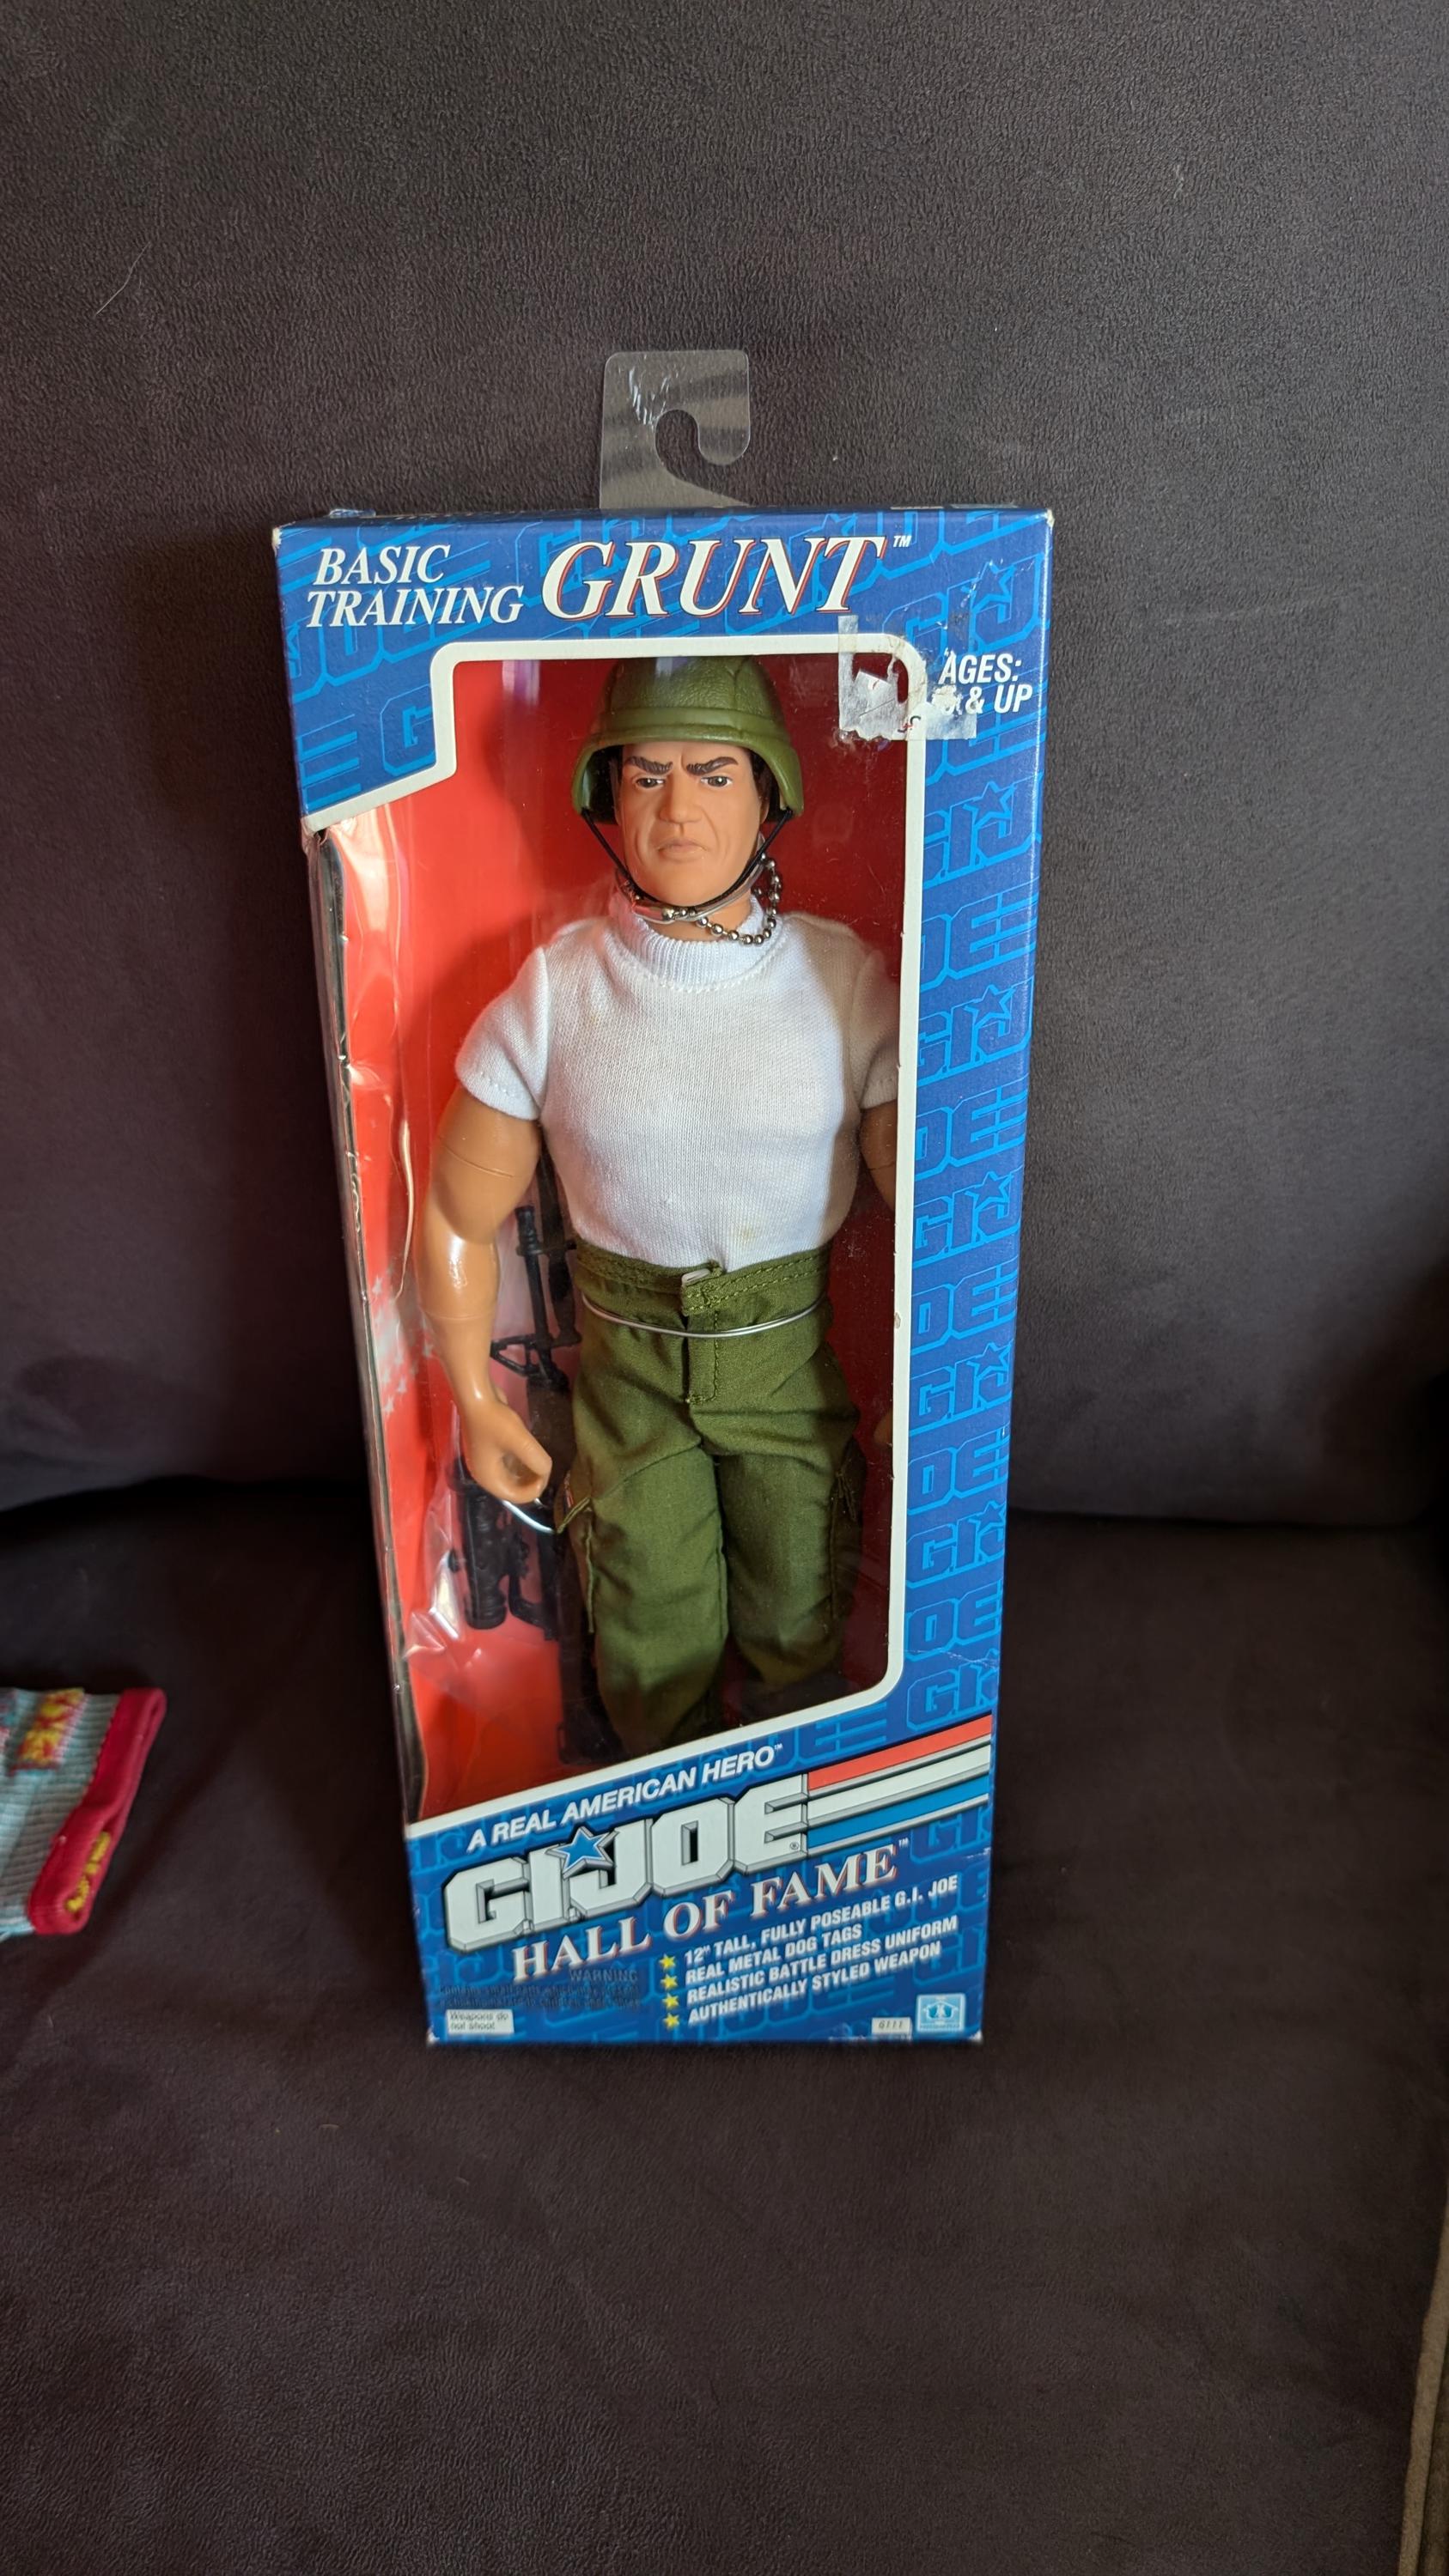 BASIC
TRAINING
GRUNT™
AGES:
& UP
A REAL AMERICAN HERO™
G.I.JOE®
HALL OF FAME™
12" TALL, FULLY POSEABLE G.I. JOE
REAL METAL DOG TAGS
REALISTIC BATTLE DRESS UNIFORM
AUTHENTICALLY STYLED WEAPON
WARNING
Weapons do
not shoot